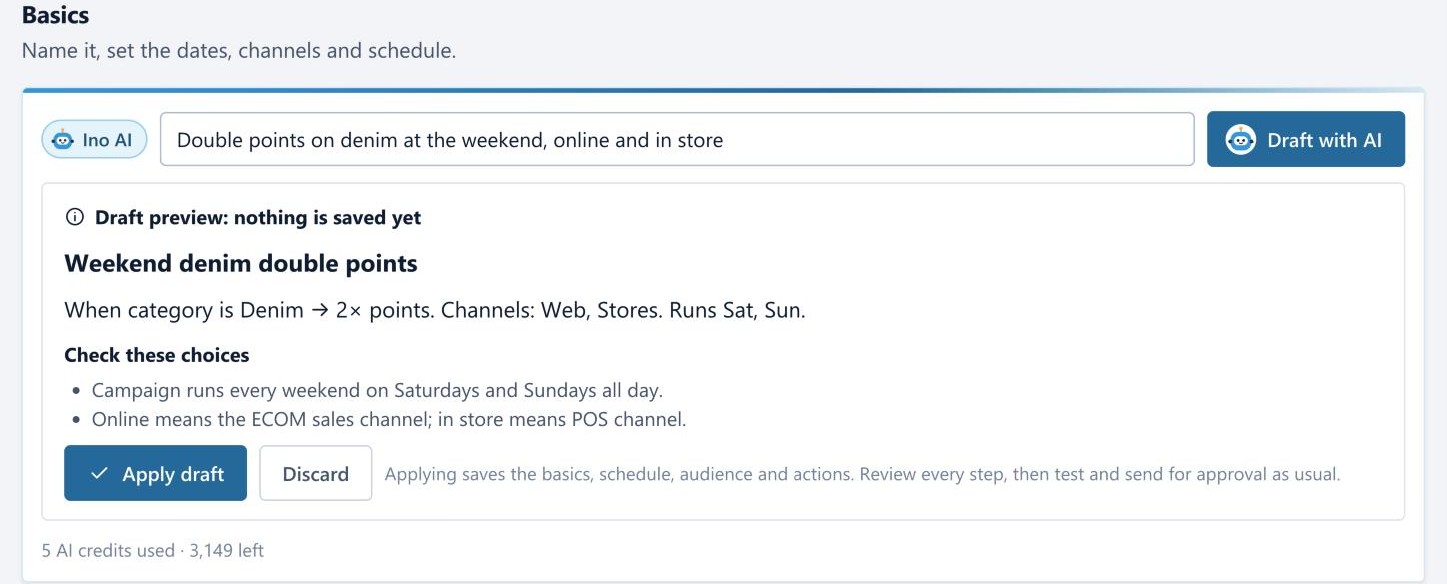 Basics
Name it, set the dates, channels and schedule.
Ino AI
Double points on denim at the weekend, online and in store
Draft with AI
Draft preview: nothing is saved yet
Weekend denim double points
When category is Denim → 2× points. Channels: Web, Stores. Runs Sat, Sun.
Check these choices
• Campaign runs every weekend on Saturdays and Sundays all day.
• Online means the ECOM sales channel; in store means POS channel.
Apply draft
Discard
Applying saves the basics, schedule, audience and actions. Review every step, then test and send for approval as usual.
5 AI credits used · 3,149 left